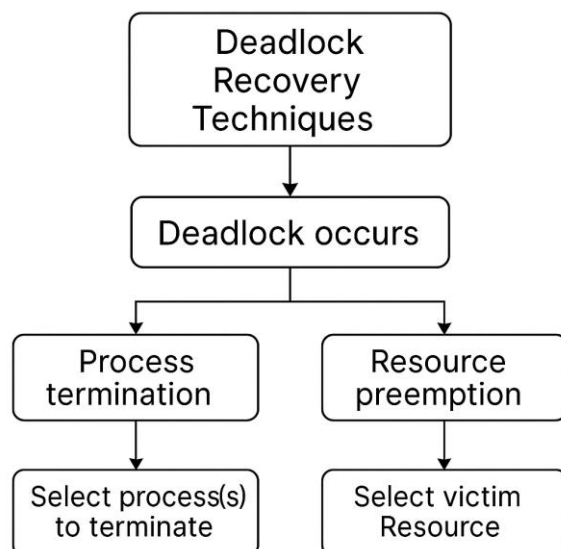 Deadlock
Recovery
Techniques
Deadlock occurs
Process
termination
Resource
preemption
Select process(s)
to terminate
Select victim
Resource